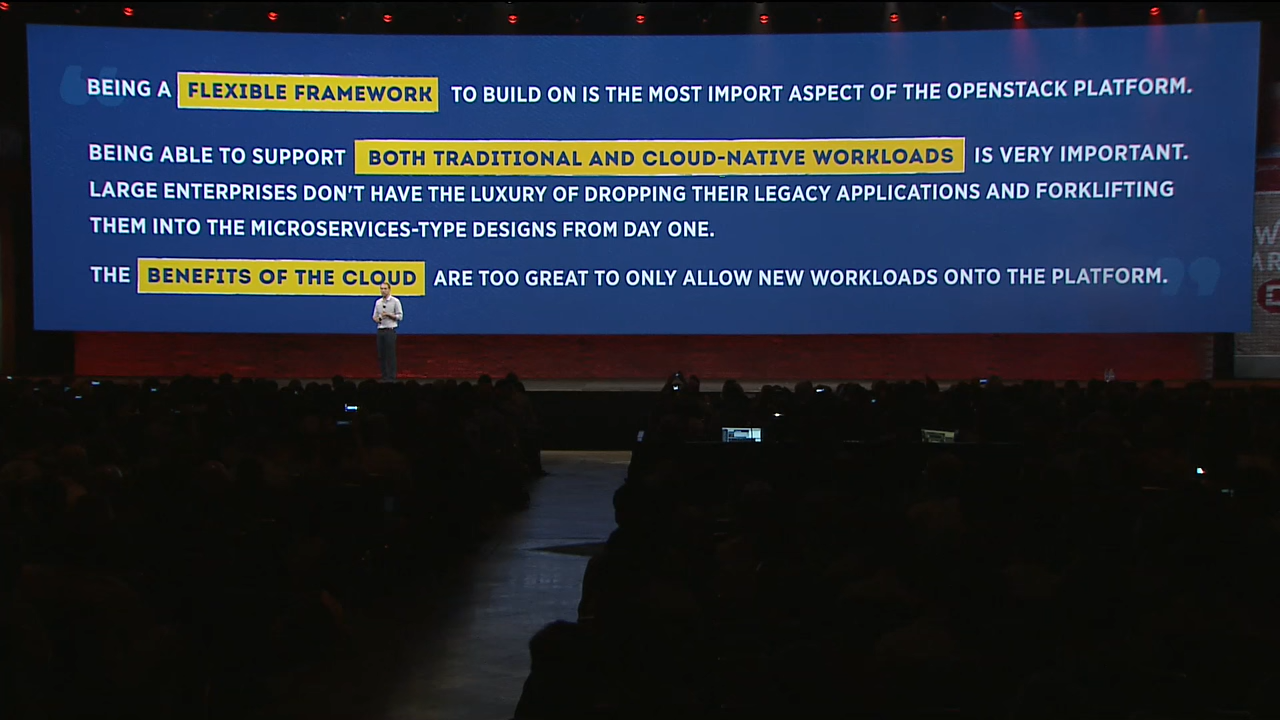 BEING A FLEXIBLE FRAMEWORK TO BUILD ON IS THE MOST IMPORT ASPECT OF THE OPENSTACK PLATFORM.
BEING ABLE TO SUPPORT BOTH TRADITIONAL AND CLOUD-NATIVE WORKLOADS IS VERY IMPORTANT.
LARGE ENTERPRISES DON'T HAVE THE LUXURY OF DROPPING THEIR LEGACY APPLICATIONS AND FORKLIFTING
THEM INTO THE MICROSERVICES-TYPE DESIGNS FROM DAY ONE.
THE BENEFITS OF THE CLOUD ARE TOO GREAT TO ONLY ALLOW NEW WORKLOADS ONTO THE PLATFORM.